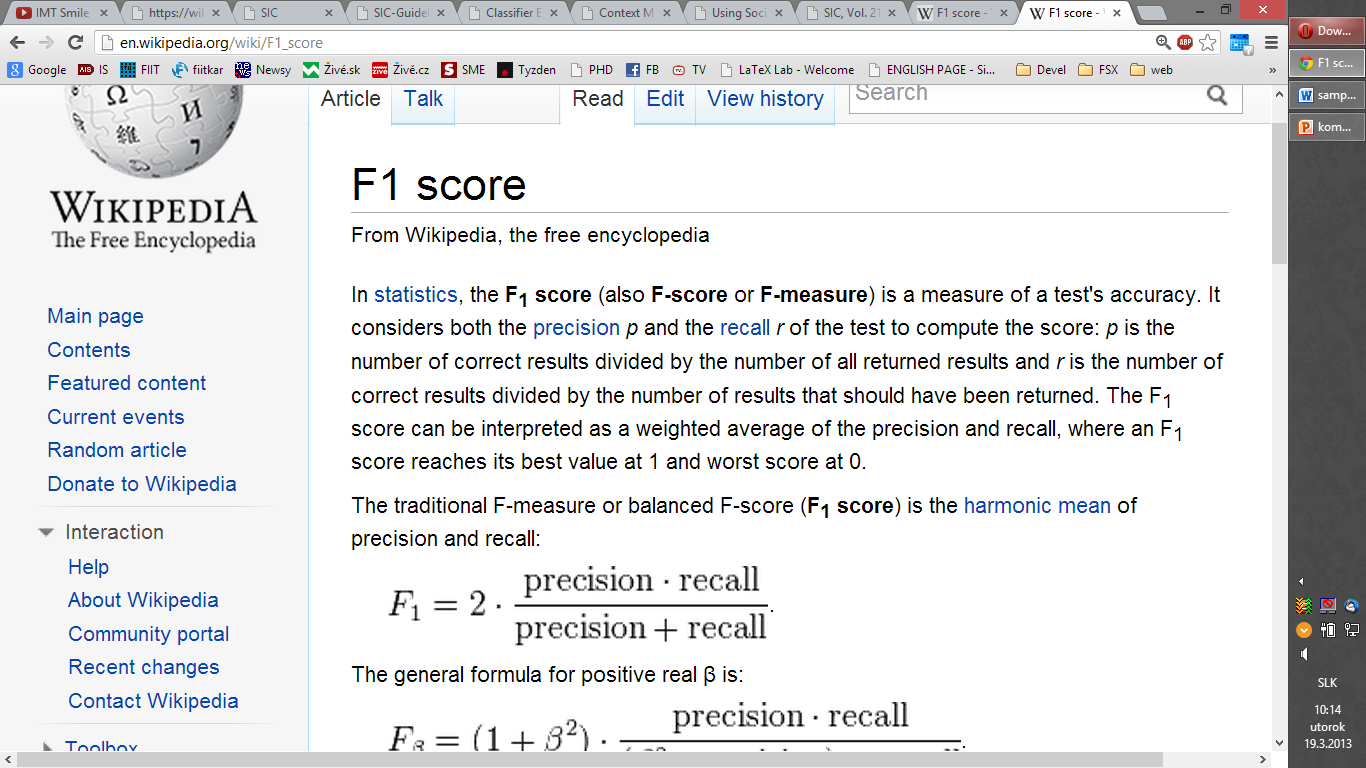 IMT Smile
https://wil
SIC
SIC-Guidel
Classifier E
Context M
Using Soci
SIC, Vol. 21
F1 score -
F1 score -
en.wikipedia.org/wiki/F1_score
Google IS FIIT fiitkar Newsy Živé.sk Živě.cz SME Tyzden PHD FB TV LaTeX Lab - Welcome ENGLISH PAGE - Si... Devel FSX web »
Article Talk Read Edit View history Search
WIKIPEDIA
The Free Encyclopedia
Main page
Contents
Featured content
Current events
Random article
Donate to Wikipedia
Interaction
Help
About Wikipedia
Community portal
Recent changes
Contact Wikipedia
Toolbox
F1 score
From Wikipedia, the free encyclopedia
In statistics, the F1 score (also F-score or F-measure) is a measure of a test's accuracy. It
considers both the precision p and the recall r of the test to compute the score: p is the
number of correct results divided by the number of all returned results and r is the number of
correct results divided by the number of results that should have been returned. The F1
score can be interpreted as a weighted average of the precision and recall, where an F1
score reaches its best value at 1 and worst score at 0.
The traditional F-measure or balanced F-score (F1 score) is the harmonic mean of
precision and recall:
F1 = 2 · precision · recall
precision + recall.
The general formula for positive real β is:
Fβ = (1 + β²) · precision · recall
Dow...
F1 sc...
samp...
kom...
SLK
10:14
utorok
19.3.2013